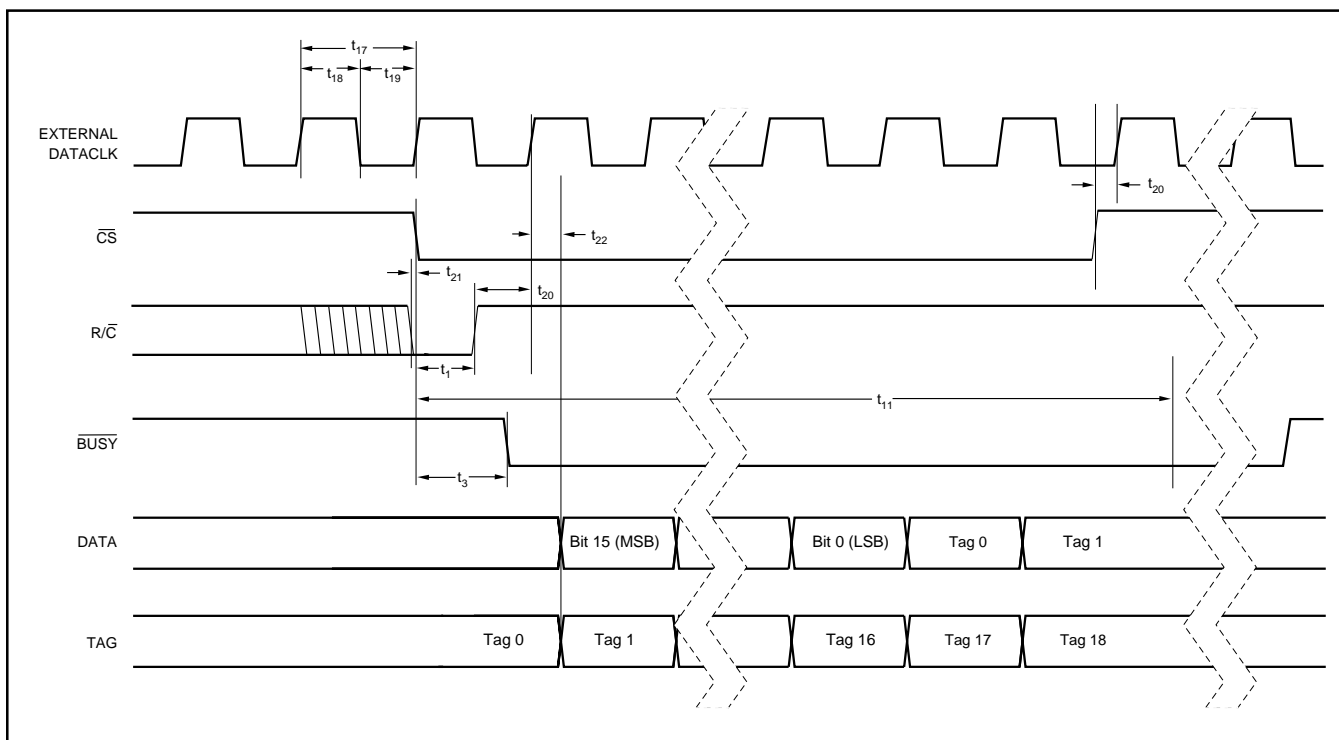 t17
t18 t19
EXTERNAL
DATACLK
t20
CS
t22
t21
t20
R/C
t1
t11
BUSY
t3
DATA
Bit 15 (MSB) Bit 0 (LSB) Tag 0 Tag 1
TAG
Tag 0 Tag 1 Tag 16 Tag 17 Tag 18